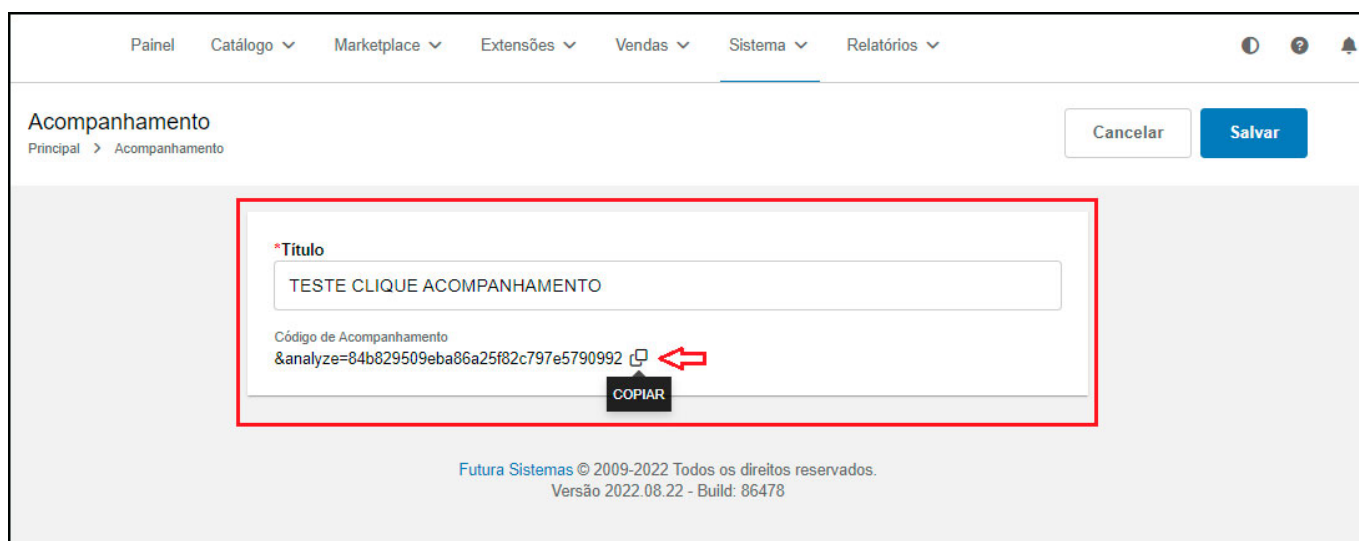 Painel Catálogo Marketplace Extensões Vendas Sistema Relatórios
Acompanhamento
Principal > Acompanhamento
Cancelar Salvar
*Título
TESTE CLIQUE ACOMPANHAMENTO
Código de Acompanhamento
&analyze=84b829509eba86a25f82c797e5790992
COPIAR
Futura Sistemas © 2009-2022 Todos os direitos reservados.
Versão 2022.08.22 - Build: 86478